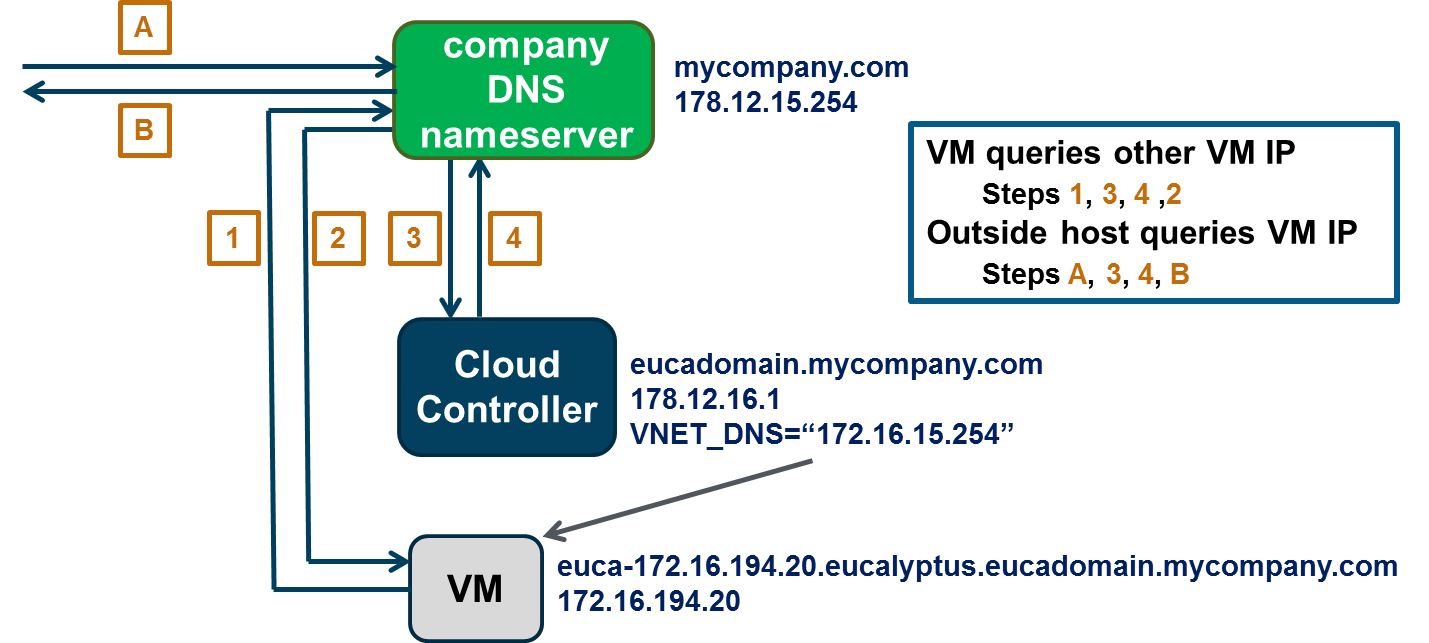 A
company
DNS
nameserver
mycompany.com
178.12.15.254
B
VM queries other VM IP
Steps 1, 3, 4 ,2
Outside host queries VM IP
Steps A, 3, 4, B
1
2
3
4
Cloud
Controller
eucadomain.mycompany.com
178.12.16.1
VNET_DNS=“172.16.15.254”
VM
euca-172.16.194.20.eucalyptus.eucadomain.mycompany.com
172.16.194.20